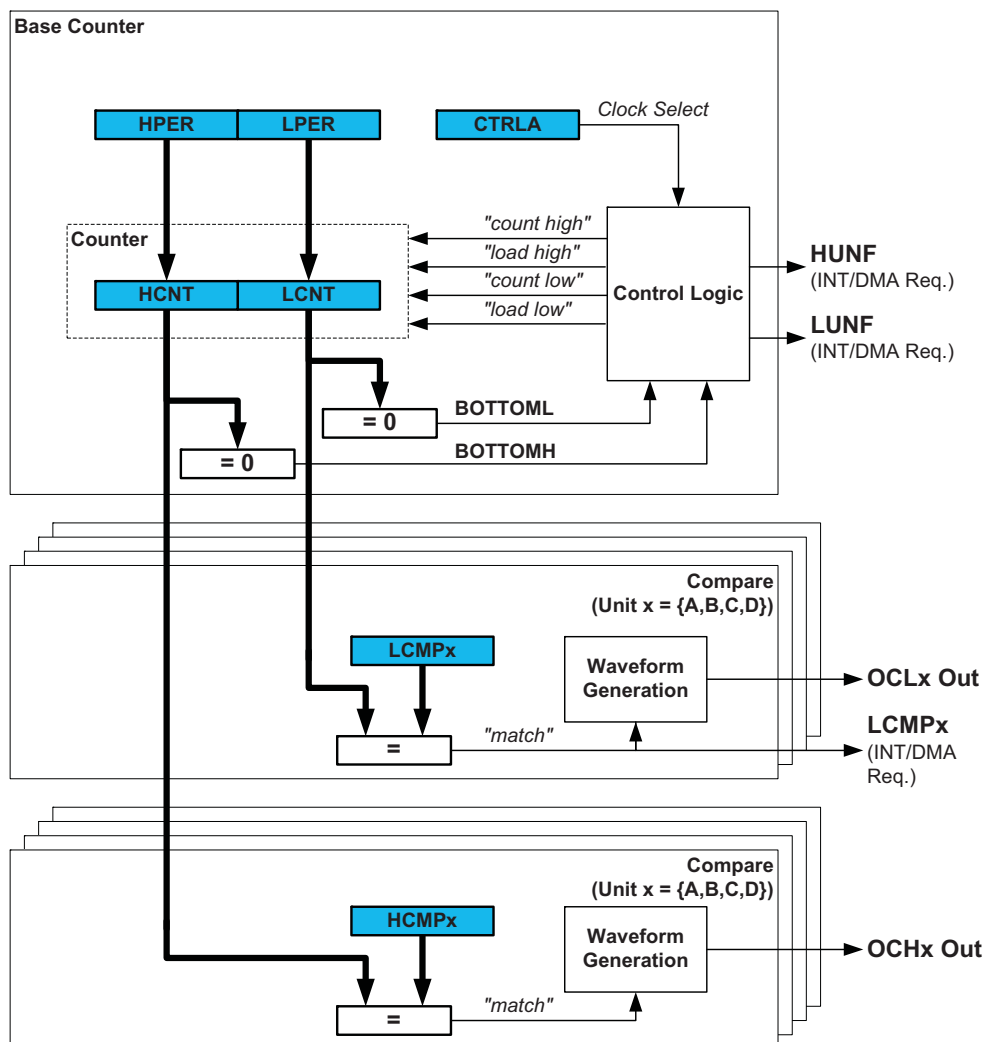 Base Counter
HPER
LPER
CTRLA
Clock Select
Counter
"count high"
"load high"
"count low"
"load low"
Control Logic
HUNF
(INT/DMA Req.)
LUNF
(INT/DMA Req.)
HCNT
LCNT
= 0
BOTTOML
= 0
BOTTOMH
Compare
(Unit x = {A,B,C,D})
LCMPx
Waveform
Generation
OCLx Out
=
"match"
LCMPx
(INT/DMA
Req.)
Compare
(Unit x = {A,B,C,D})
HCMPx
Waveform
Generation
OCHx Out
=
"match"